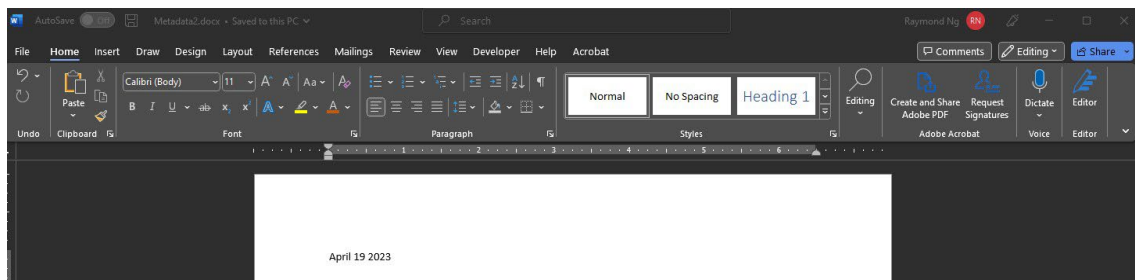 AutoSave Off Metadata2.docx • Saved to this PC Search Raymond Ng RN
File Home Insert Draw Design Layout References Mailings Review View Developer Help Acrobat Comments Editing Share
Calibri (Body) 11 A A Aa A
Paste B I U ab x x A A Normal No Spacing Heading 1 Editing Create and Share Adobe PDF Request Signatures Dictate Editor
Undo Clipboard Font Paragraph Styles Adobe Acrobat Voice Editor
1 2 3 4 5 6
April 19 2023